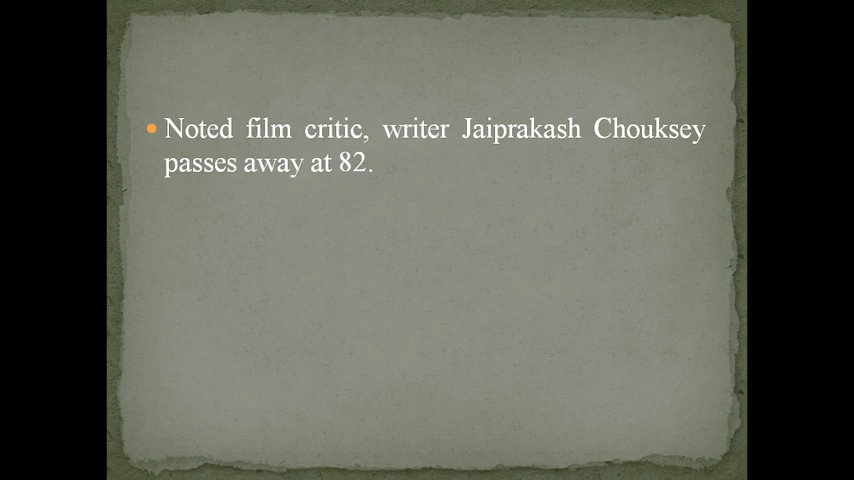 • Noted film critic, writer Jaiprakash Chouksey
passes away at 82.